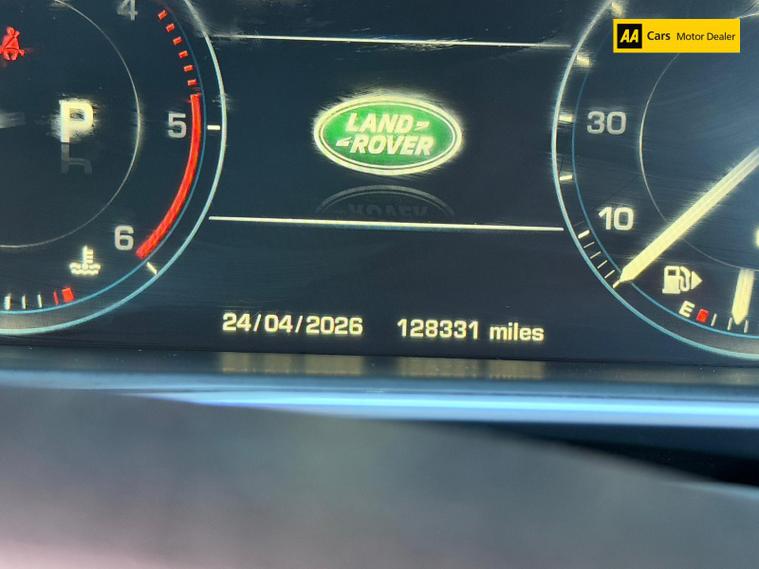 AA Cars Motor Dealer
4
5
6
P
LAND
ROVER
30
10
E
24/04/2026 128331 miles